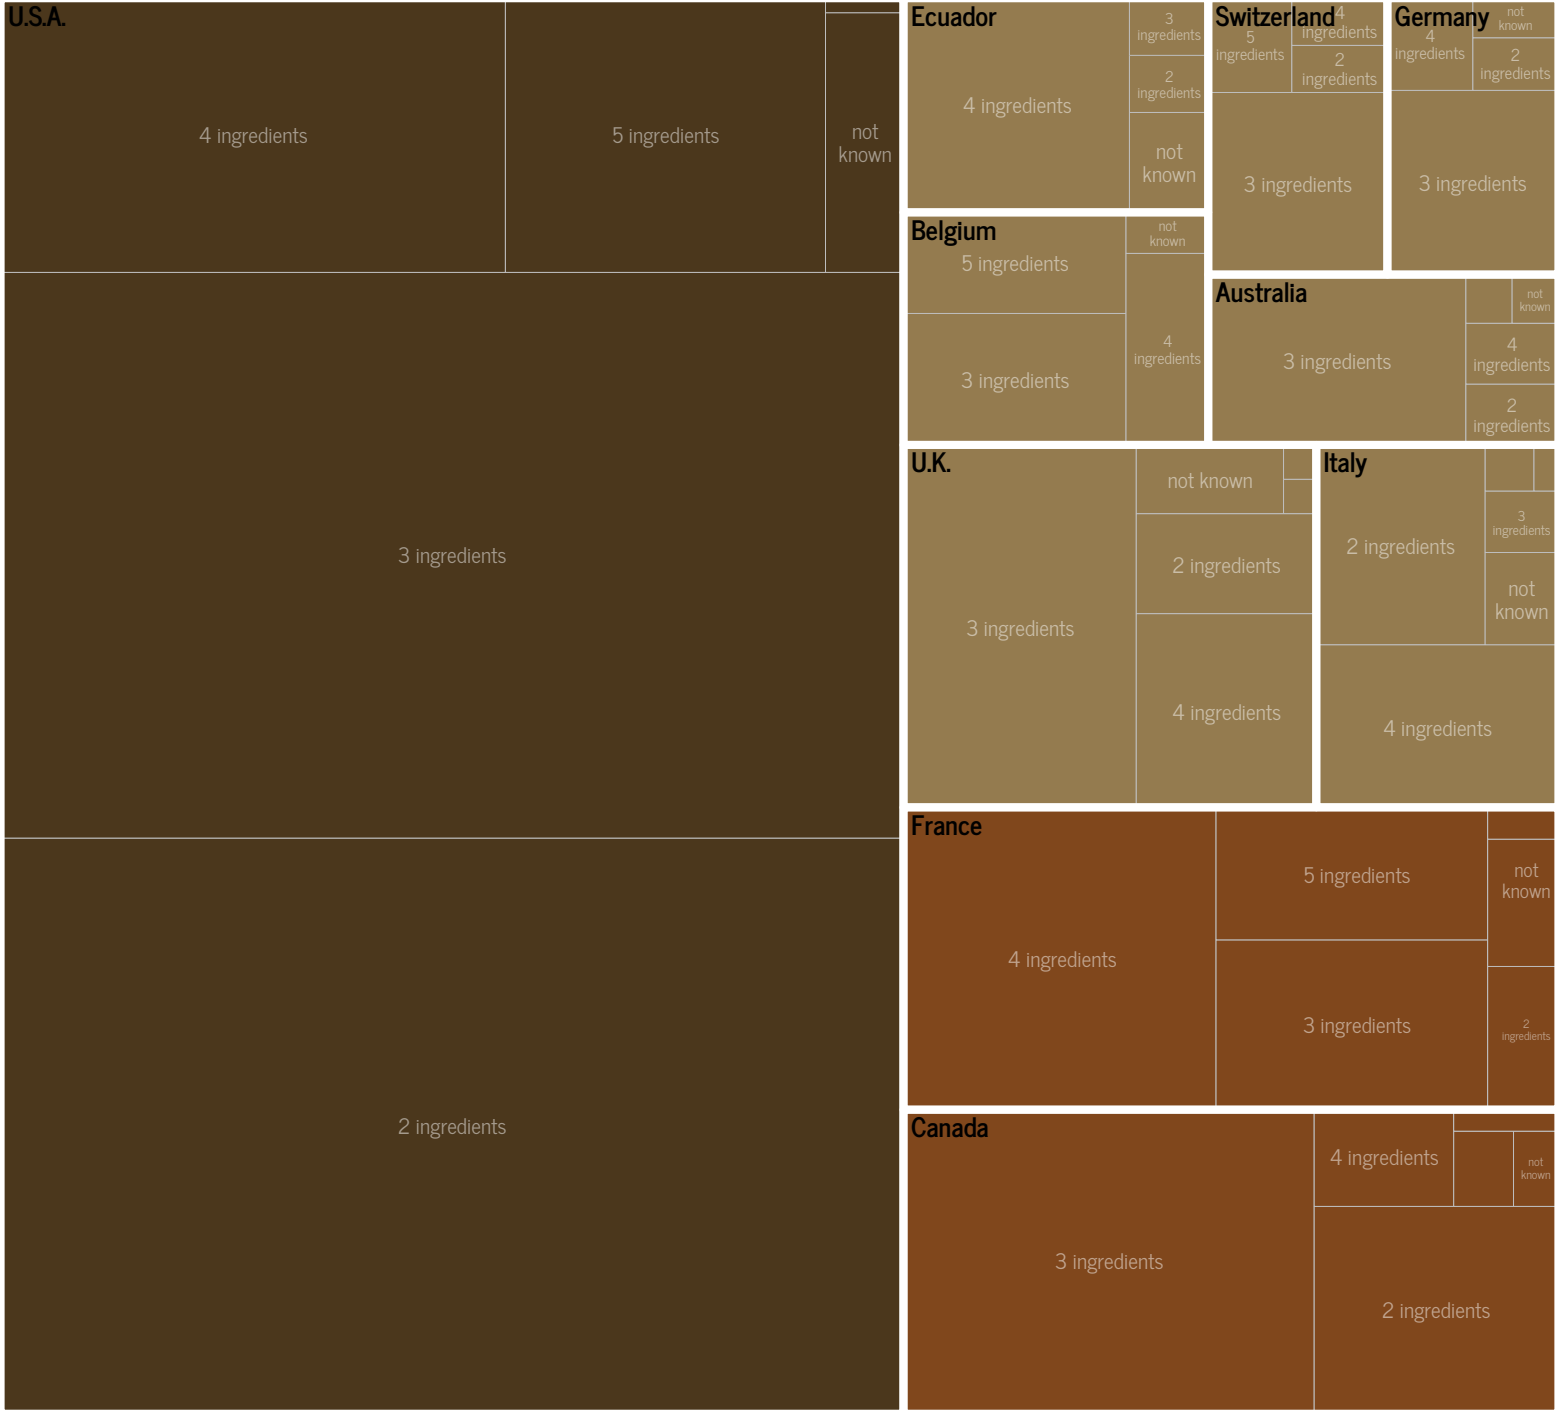 U.S.A.
4 ingredients
5 ingredients
not
known
3 ingredients
2 ingredients
Ecuador
4 ingredients
3
ingredients
2
ingredients
not
known
Switzerland
5
ingredients
4
ingredients
2
ingredients
3 ingredients
Germany
4
ingredients
not
known
2
ingredients
3 ingredients
Belgium
5 ingredients
not
known
3 ingredients
4
ingredients
Australia
3 ingredients
not
known
4
ingredients
2
ingredients
U.K.
3 ingredients
not known
2 ingredients
4 ingredients
Italy
2 ingredients
3
ingredients
not
known
4 ingredients
France
4 ingredients
5 ingredients
3 ingredients
not
known
2
ingredients
Canada
3 ingredients
4 ingredients
not
known
2 ingredients